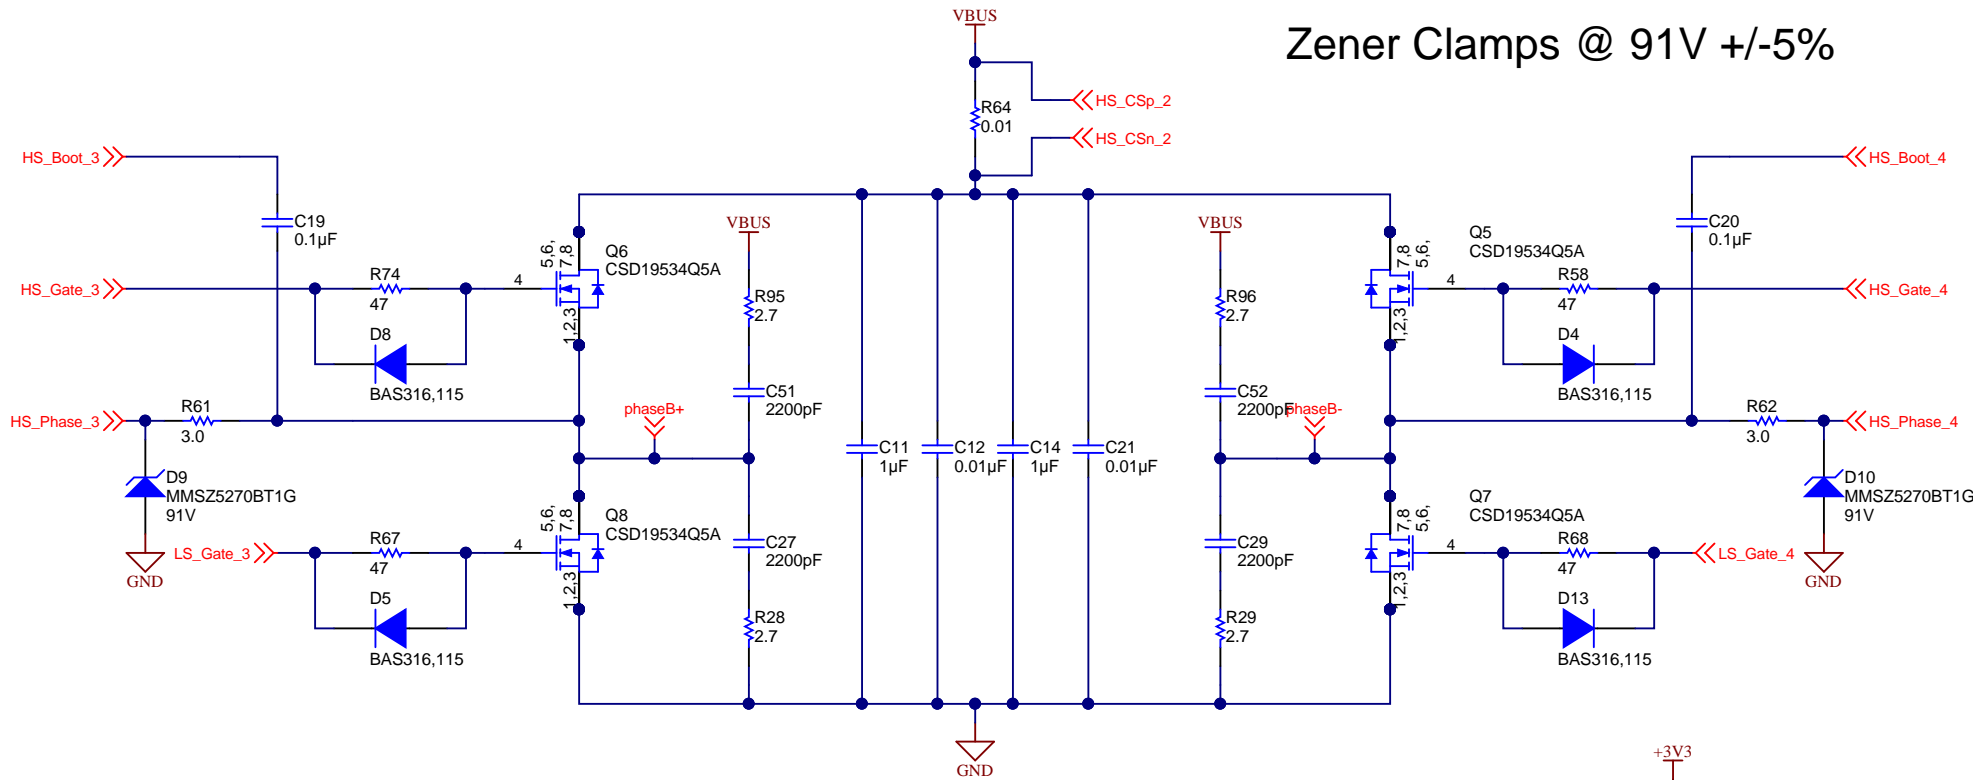 VBUS
Zener Clamps @ 91V +/-5%
R64
0.01
HS_CSp_2
HS_CSn_2
HS_Boot_3
HS_Boot_4
C19
0.1µF
C20
0.1µF
VBUS
VBUS
5,6,
7,8
Q6
CSD19534Q5A
7,8
5,6,
Q5
CSD19534Q5A
HS_Gate_3
R74
47
4
1,2,3
R95
2.7
R96
2.7
1,2,3
4
R58
47
HS_Gate_4
D8
BAS316,115
D4
BAS316,115
C51
2200pF
C52
2200pF
phaseB+
phaseB-
HS_Phase_3
R61
3.0
R62
3.0
HS_Phase_4
C11
1µF
C12
0.01µF
C14
1µF
C21
0.01µF
D9
MMSZ5270BT1G
91V
D10
MMSZ5270BT1G
91V
5,6,
7,8
Q8
CSD19534Q5A
7,8
5,6,
Q7
CSD19534Q5A
LS_Gate_3
R67
47
4
1,2,3
C27
2200pF
C29
2200pF
1,2,3
4
R68
47
LS_Gate_4
GND
GND
D5
BAS316,115
D13
BAS316,115
R28
2.7
R29
2.7
GND
+3V3